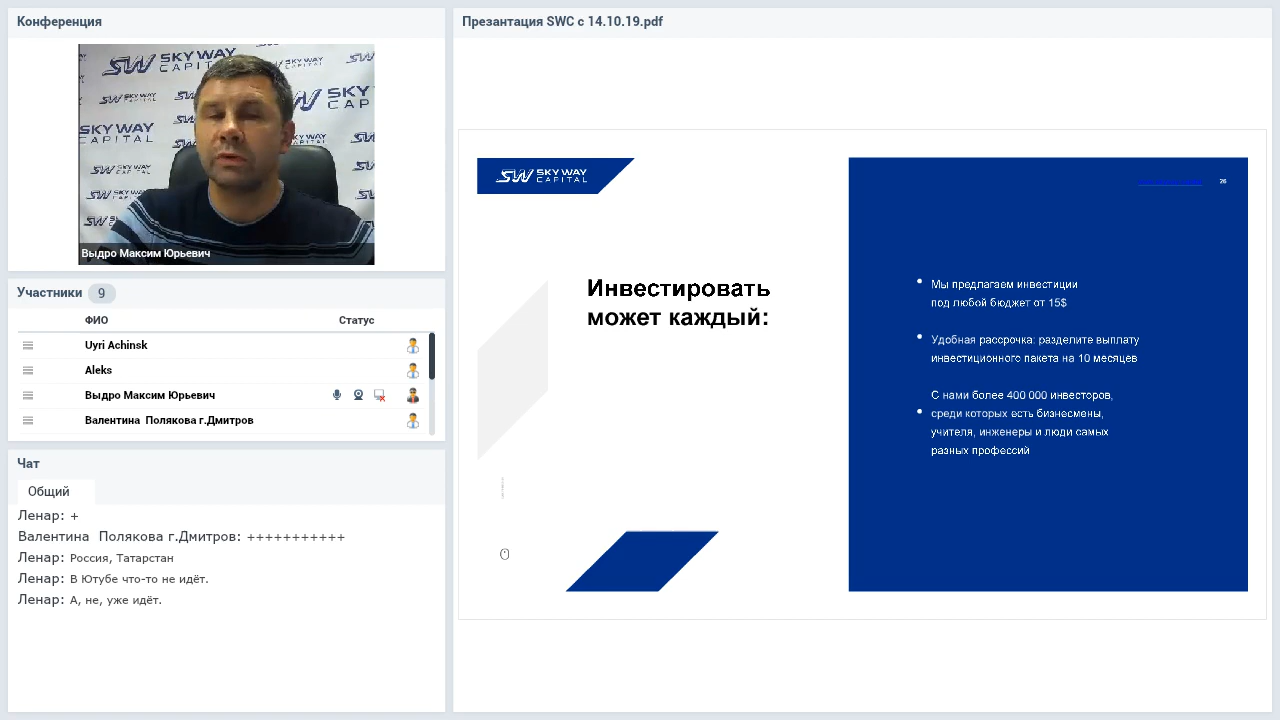 Конференция
SKY WAY
CAPITAL
SKY WAY
CAPITAL
Выдро Максим Юрьевич
Участники 9
ФИО Статус
Uyri Achinsk
Aleks
Выдро Максим Юрьевич
Валентина Полякова г.Дмитров
Чат
Общий
Ленар: +
Валентина Полякова г.Дмитров: +++++++++++
Ленар: Россия, Татарстан
Ленар: В Ютубе что-то не идёт.
Ленар: А, не, уже идёт.
Презантация SWC с 14.10.19.pdf
SW SKY WAY
CAPITAL
26
Инвестировать
может каждый:
Мы предлагаем инвестиции
под любой бюджет от 15$
Удобная рассрочка: разделите выплату
инвестиционного пакета на 10 месяцев
С нами более 400 000 инвесторов,
среди которых есть бизнесмены,
учителя, инженеры и люди самых
разных профессий